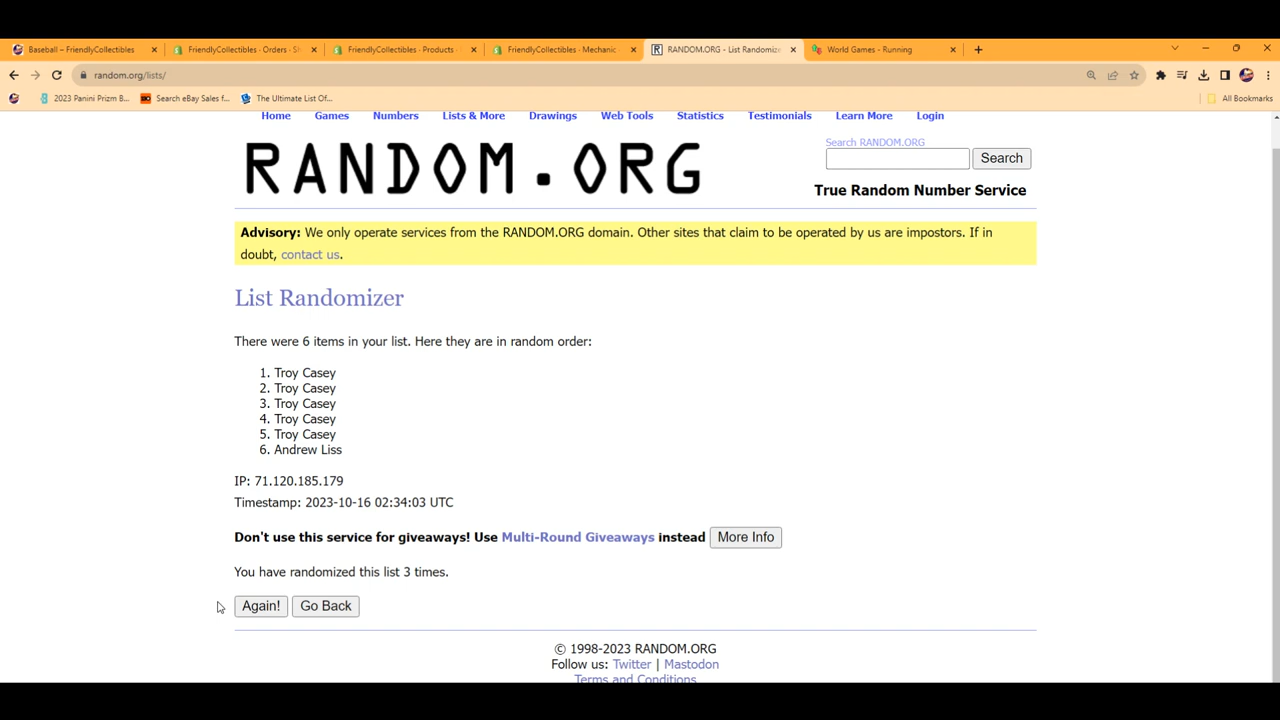 Baseball – FriendlyCollectibles
FriendlyCollectibles · Orders · Sh
FriendlyCollectibles · Products ·
FriendlyCollectibles · Mechanic
RANDOM.ORG - List Randomize
World Games - Running
random.org/lists/
2023 Panini Prizm B...
Search eBay Sales f...
The Ultimate List Of...
All Bookmarks
Home Games Numbers Lists & More Drawings Web Tools Statistics Testimonials Learn More Login
RANDOM.ORG
Search RANDOM.ORG
Search
True Random Number Service
Advisory: We only operate services from the RANDOM.ORG domain. Other sites that claim to be operated by us are impostors. If in
doubt, contact us.
List Randomizer
There were 6 items in your list. Here they are in random order:
1. Troy Casey
2. Troy Casey
3. Troy Casey
4. Troy Casey
5. Troy Casey
6. Andrew Liss
IP: 71.120.185.179
Timestamp: 2023-10-16 02:34:03 UTC
Don't use this service for giveaways! Use Multi-Round Giveaways instead More Info
You have randomized this list 3 times.
Again! Go Back
© 1998-2023 RANDOM.ORG
Follow us: Twitter | Mastodon
Terms and Conditions